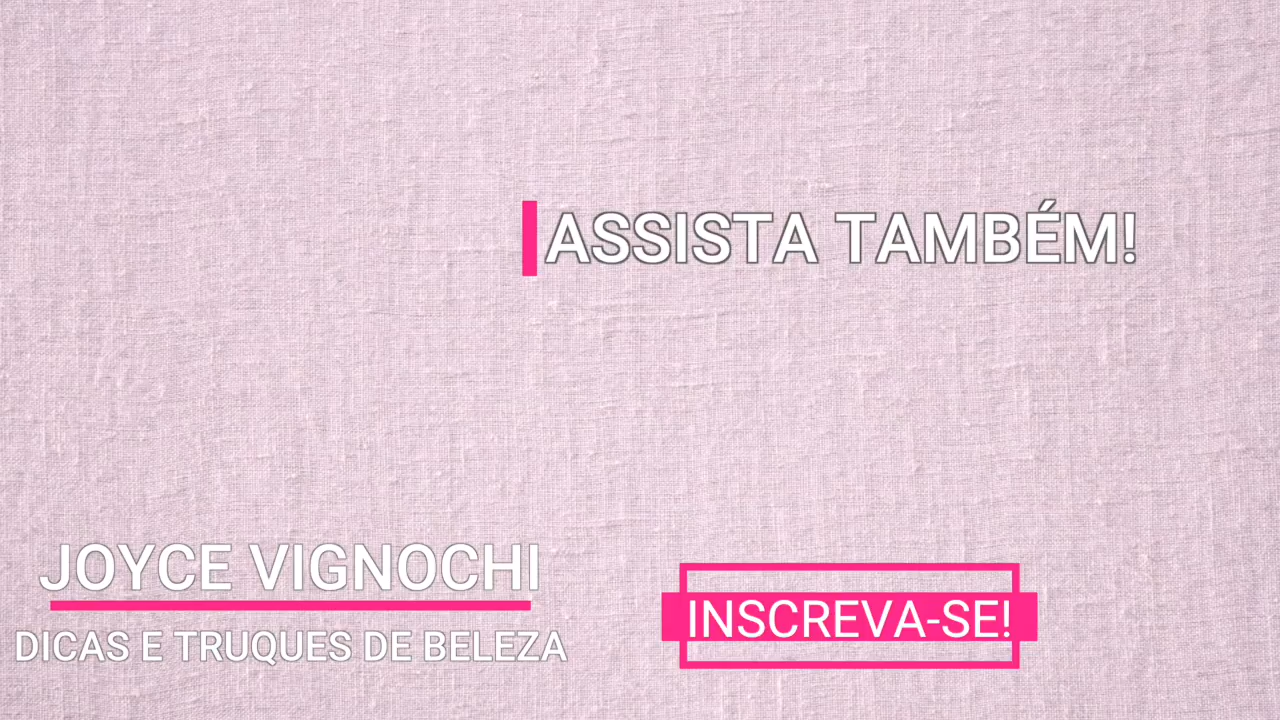 ASSISTA TAMBÉM!
JOYCE VIGNOCHI
DICAS E TRUQUES DE BELEZA
INSCREVA-SE!